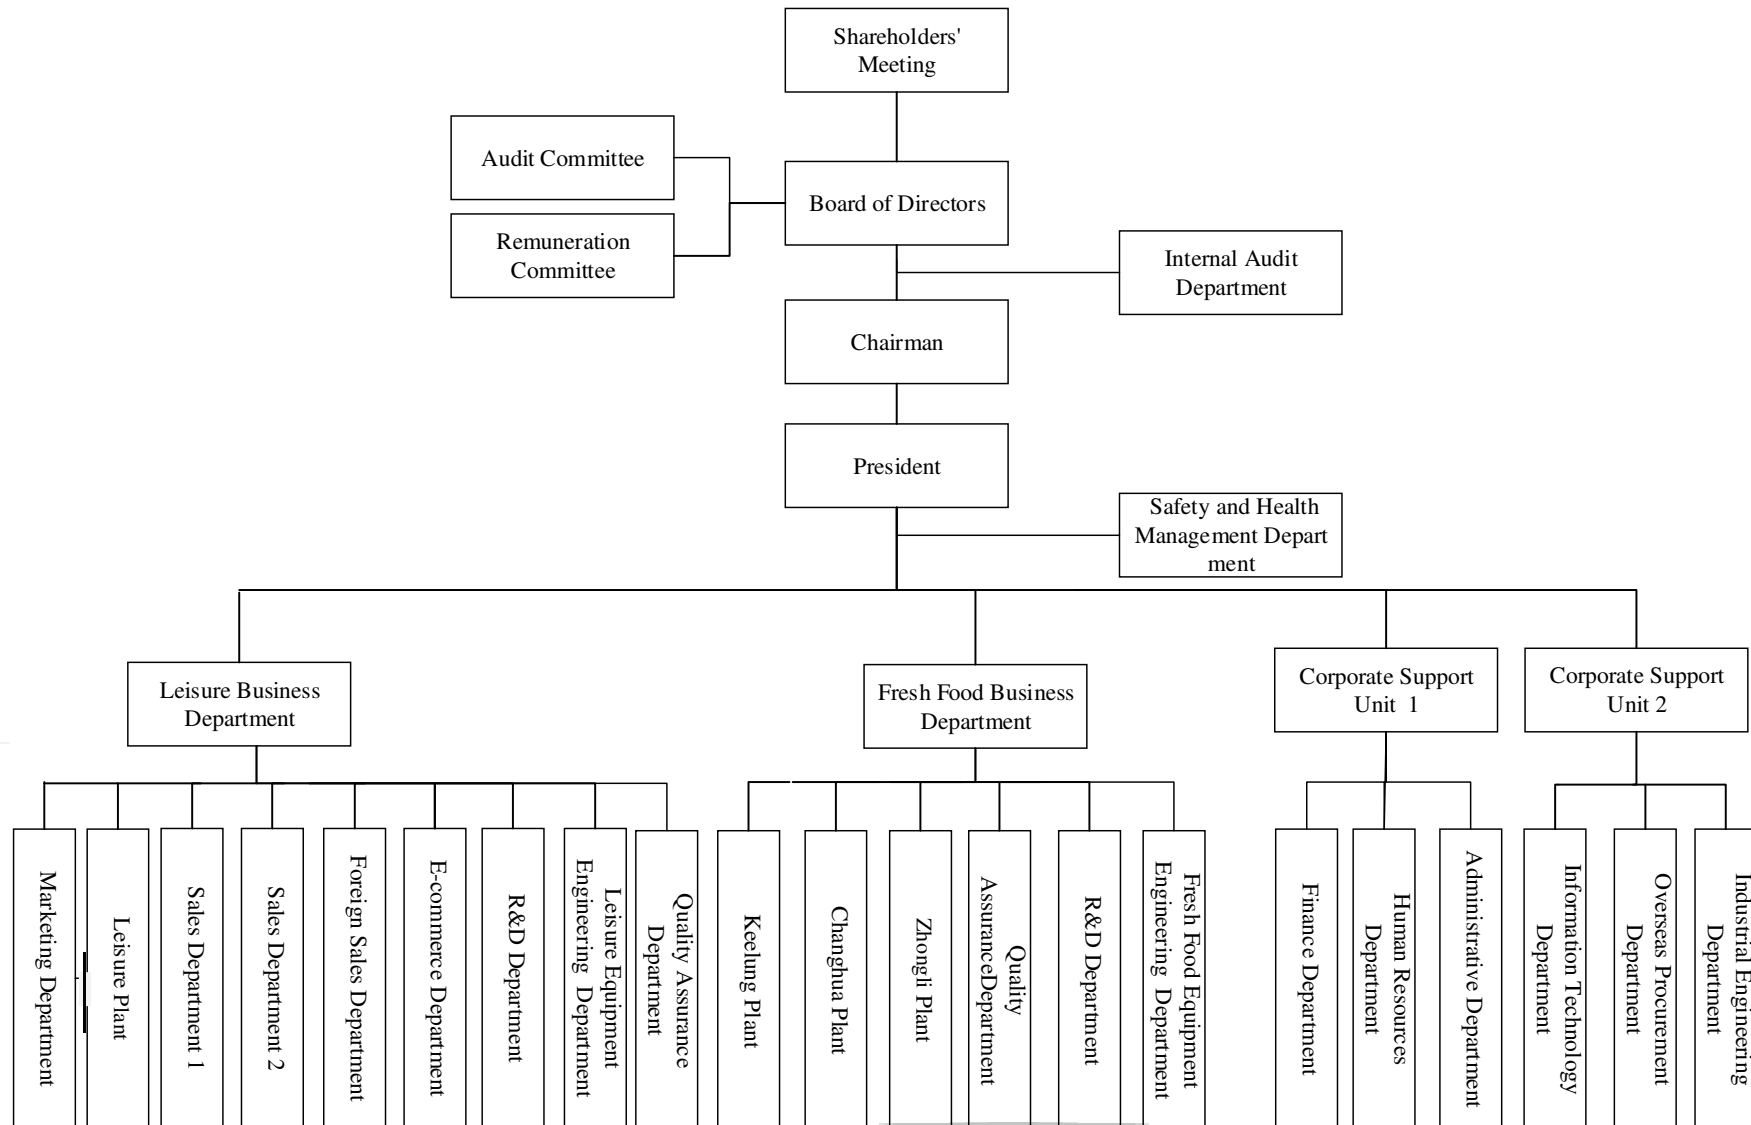 Shareholders'
Meeting
Audit Committee
Board of Directors
Remuneration
Committee
Internal Audit
Department
Chairman
President
Safety and Health
Management Depart
ment
Leisure Business
Department
Fresh Food Business
Department
Corporate Support
Unit  1
Corporate Support
Unit 2
Marketing Department
Leisure Plant
Sales Department 1
Sales Department 2
Foreign Sales Department
E-commerce Department
R&D Department
Leisure Equipment
Engineering  Department
Quality Assurance
Department
Keelung Plant
Changhua Plant
Zhongli Plant
Quality
AssuranceDepartment
R&D Department
Fresh Food Equipment
Engineering  Department
Finance Department
Human Resources
Department
Administrative Department
Information Technology
Department
Overseas Procurement
Department
Industrial Engineering
Department